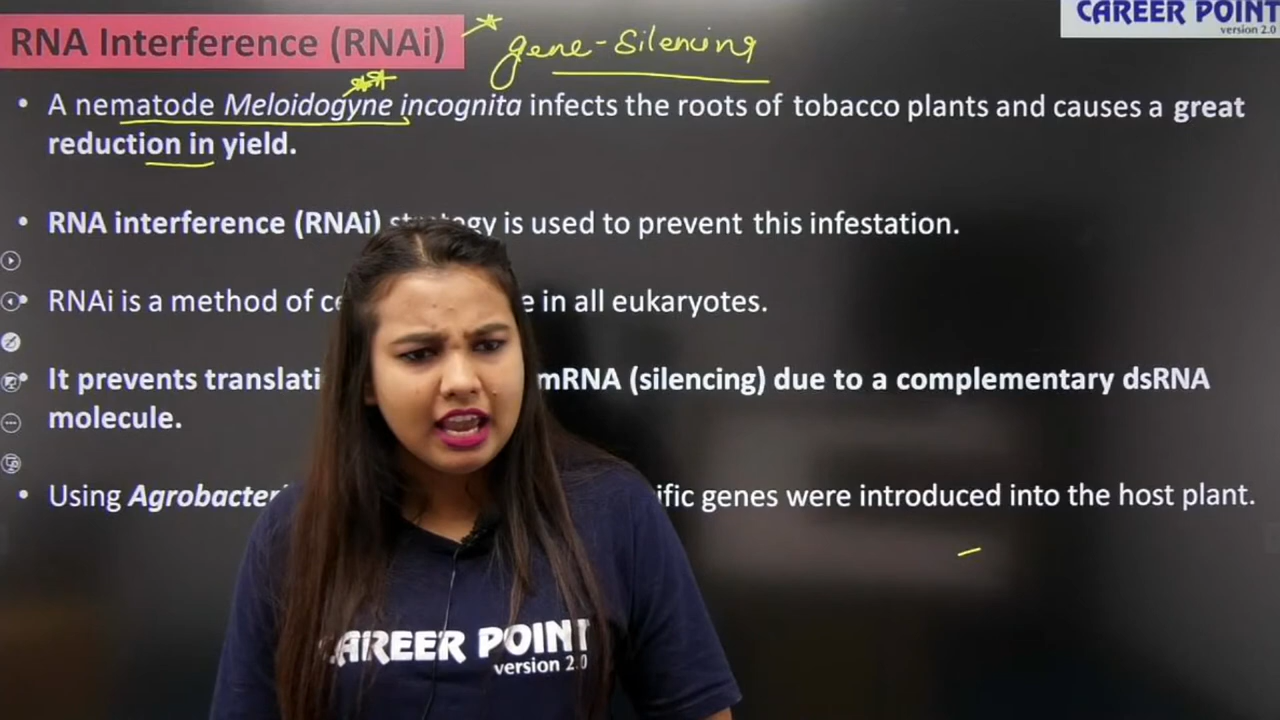 CAREER POINT
version 2.0
RNA Interference (RNAi) gene-Silencing
• A nematode Meloidogyne incognita infects the roots of tobacco plants and causes a great
reduction in yield.
• RNA interference (RNAi) strategy is used to prevent this infestation.
• RNAi is a method of in all eukaryotes.
• It prevents mRNA (silencing) due to a complementary dsRNA
molecule.
• Using genes were introduced into the host plant.
CAREER POINT
version 2.0